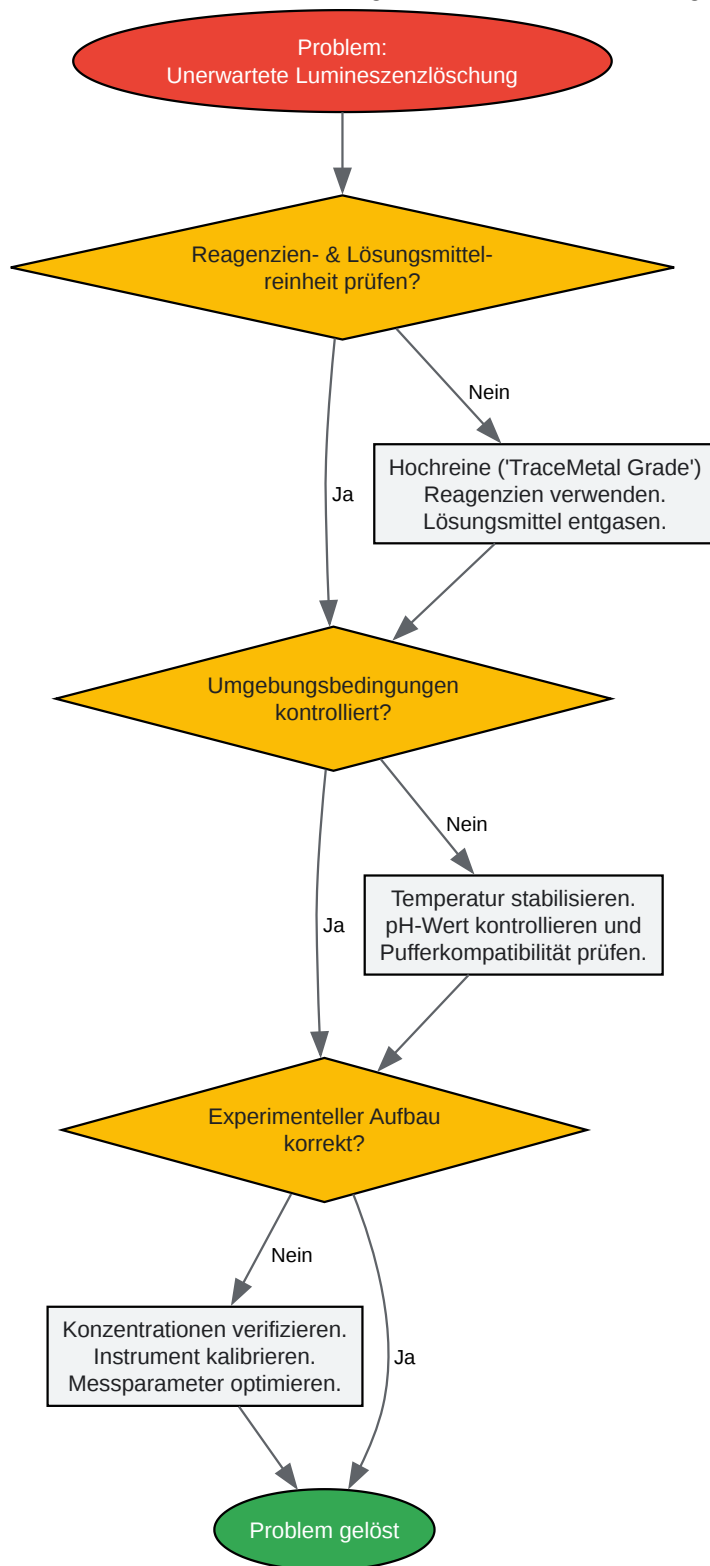 Problem:
Unerwartete Lumineszenzlöschung
Reagenzien- & Lösungsmittel-
reinheit prüfen?
Nein
Hochreine ('TraceMetal Grade')
Reagenzien verwenden.
Lösungsmittel entgasen.
Ja
Umgebungsbedingungen
kontrolliert?
Nein
Temperatur stabilisieren.
pH-Wert kontrollieren und
Pufferkompatibilität prüfen.
Ja
Experimenteller Aufbau
korrekt?
Nein
Konzentrationen verifizieren.
Instrument kalibrieren.
Messparameter optimieren.
Ja
Problem gelöst